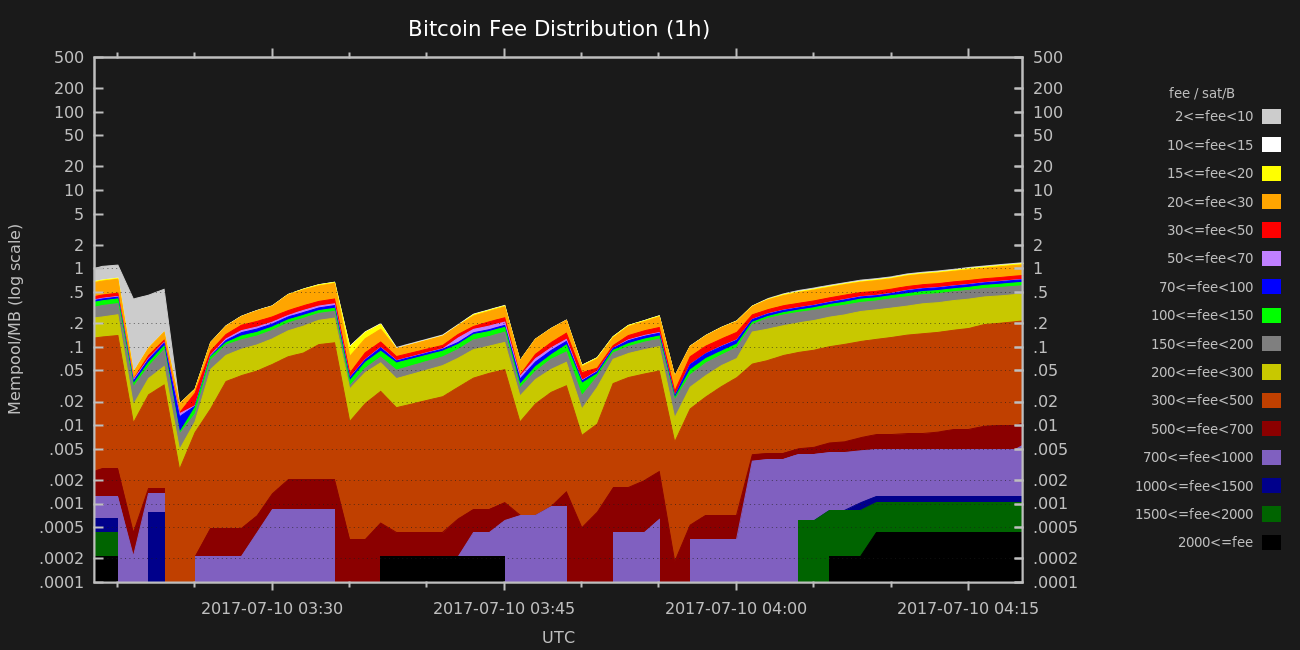 Bitcoin Fee Distribution (1h)
500 500
200 200
100 100
50 50
20 20
10 10
5 5
2 2
1 1
.5 .5
.2 .2
.1 .1
.05 .05
.02 .02
.01 .01
.005 .005
.002 .002
.001 .001
.0005 .0005
.0002 .0002
.0001 .0001
Mempool/MB (log scale)
2017-07-10 03:30 2017-07-10 03:45 2017-07-10 04:00 2017-07-10 04:15
UTC
fee / sat/B
2<=fee<10
10<=fee<15
15<=fee<20
20<=fee<30
30<=fee<50
50<=fee<70
70<=fee<100
100<=fee<150
150<=fee<200
200<=fee<300
300<=fee<500
500<=fee<700
700<=fee<1000
1000<=fee<1500
1500<=fee<2000
2000<=fee